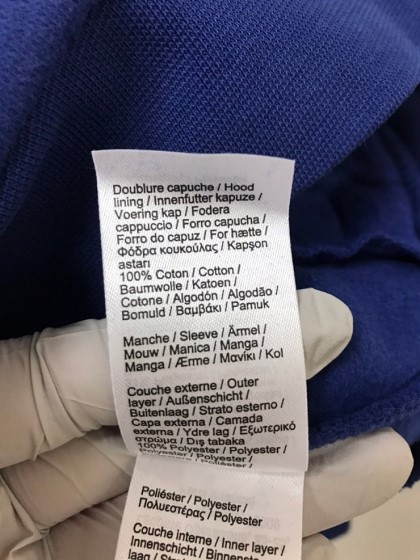 Doublure capuche / Hood
lining / Innenfutter kapuze /
Voering kap / Fodera
cappuccio / Forro capucha /
Forro do capuz / For hætte /
Φόδρα κουκούλας / Kapşon
astarı
100% Coton / Cotton /
Baumwolle / Katoen /
Cotone / Algodón / Algodão /
Bomuld / Βαμβάκι / Pamuk
Manche / Sleeve / Ärmel /
Mouw / Manica / Manga /
Manga / Ærme / Μανίκι / Kol
Couche externe / Outer
layer / Außenschicht /
Buitenlaag / Strato esterno /
Capa externa / Camada
externa / Ydre lag / Εξωτερικό
στρώμα / Dış tabaka
100% Polyester / Polyester /
Polyester / Polyester /
Poliéster / Polyester /
Πολυεστέρας / Polyester
Couche interne / Inner layer /
Innenschicht / Binnenste
laag /